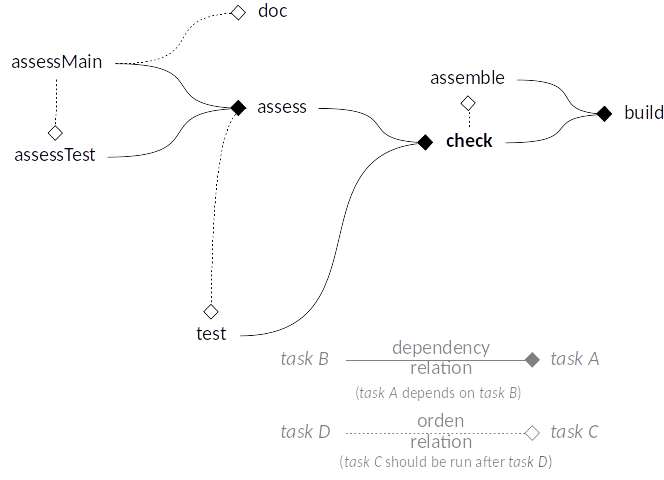 doc
assessMain
assemble
assess
build
check
assessTest
test
dependency
task B task A
relation
(task A depends on task B)
orden
task D task C
relation
(task C should be run after task D)